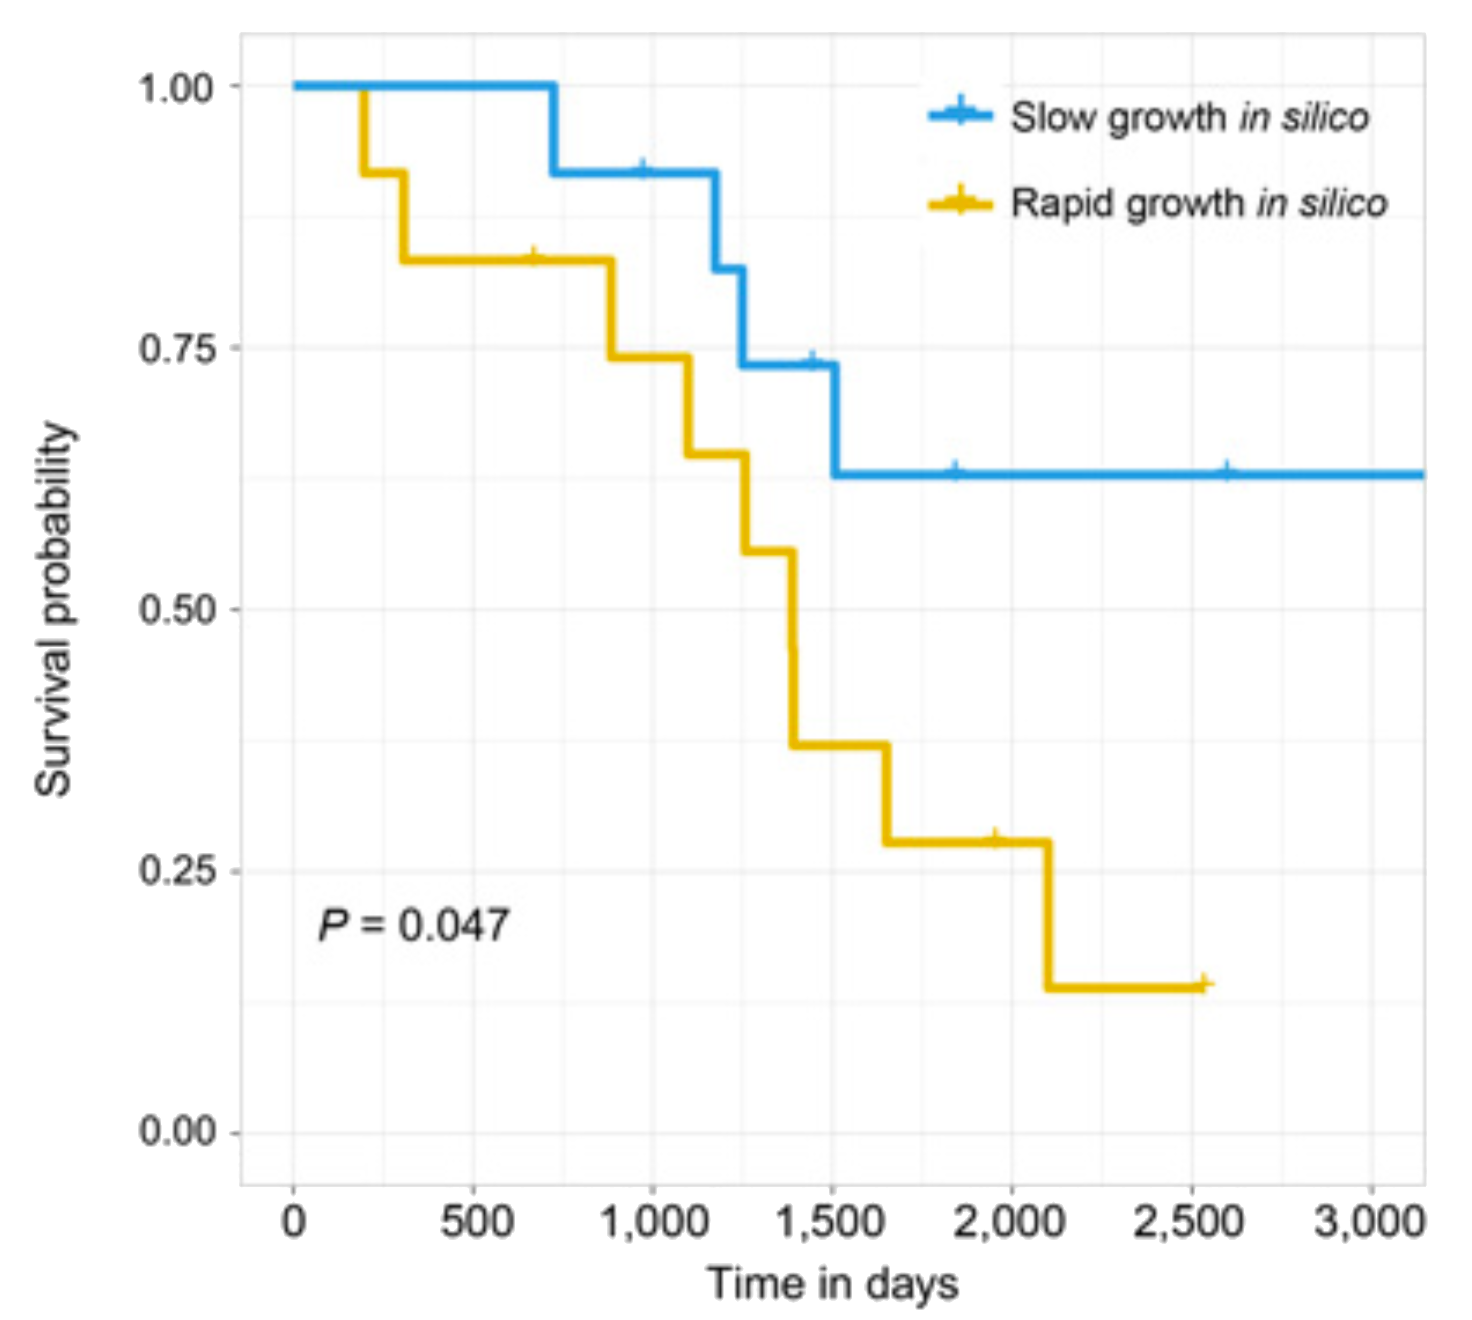 1.00
0.75
0.50
0.25
0.00
Survival probability
Slow growth in silico
Rapid growth in silico
P = 0.047
0 500 1,000 1,500 2,000 2,500 3,000
Time in days